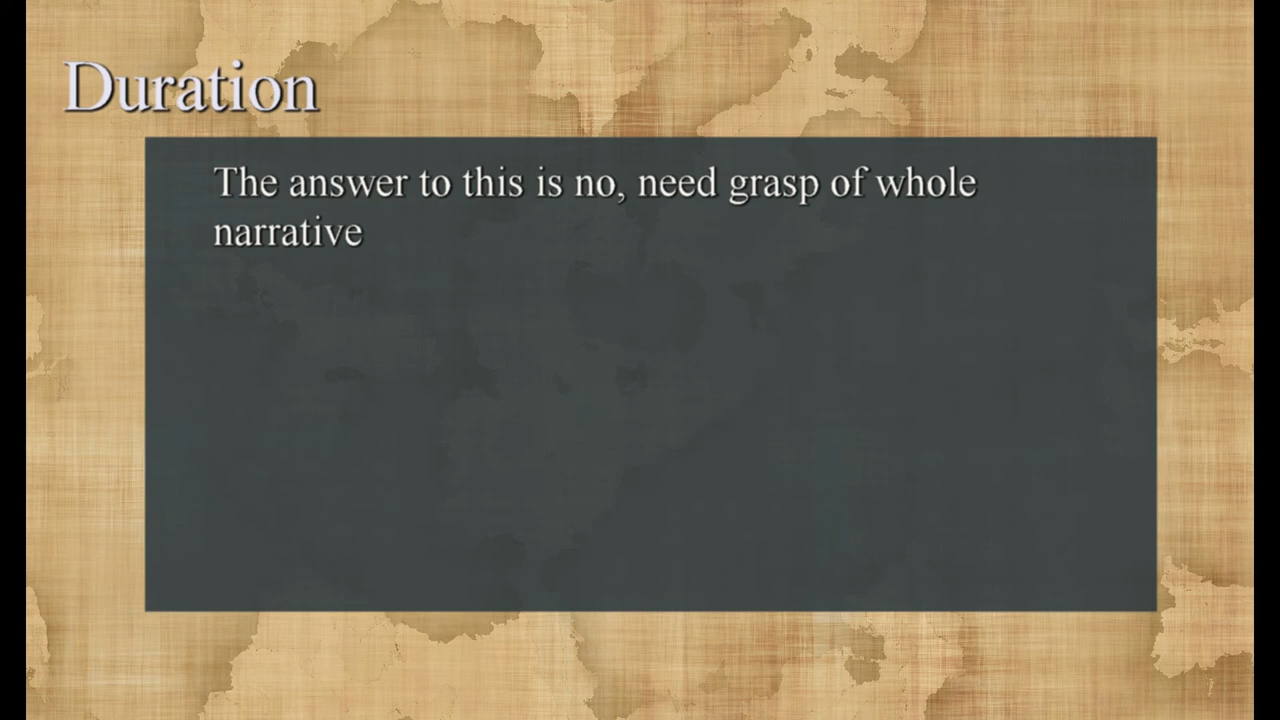 Duration
The answer to this is no, need grasp of whole
narrative